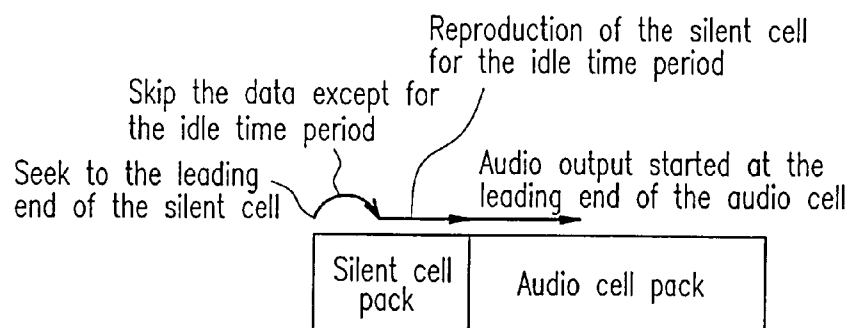 Reproduction of the silent cell
for the idle time period
Skip the data except for
the idle time period
Seek to the leading
end of the silent cell
Audio output started at the
leading end of the audio cell
Silent cell
pack
Audio cell pack